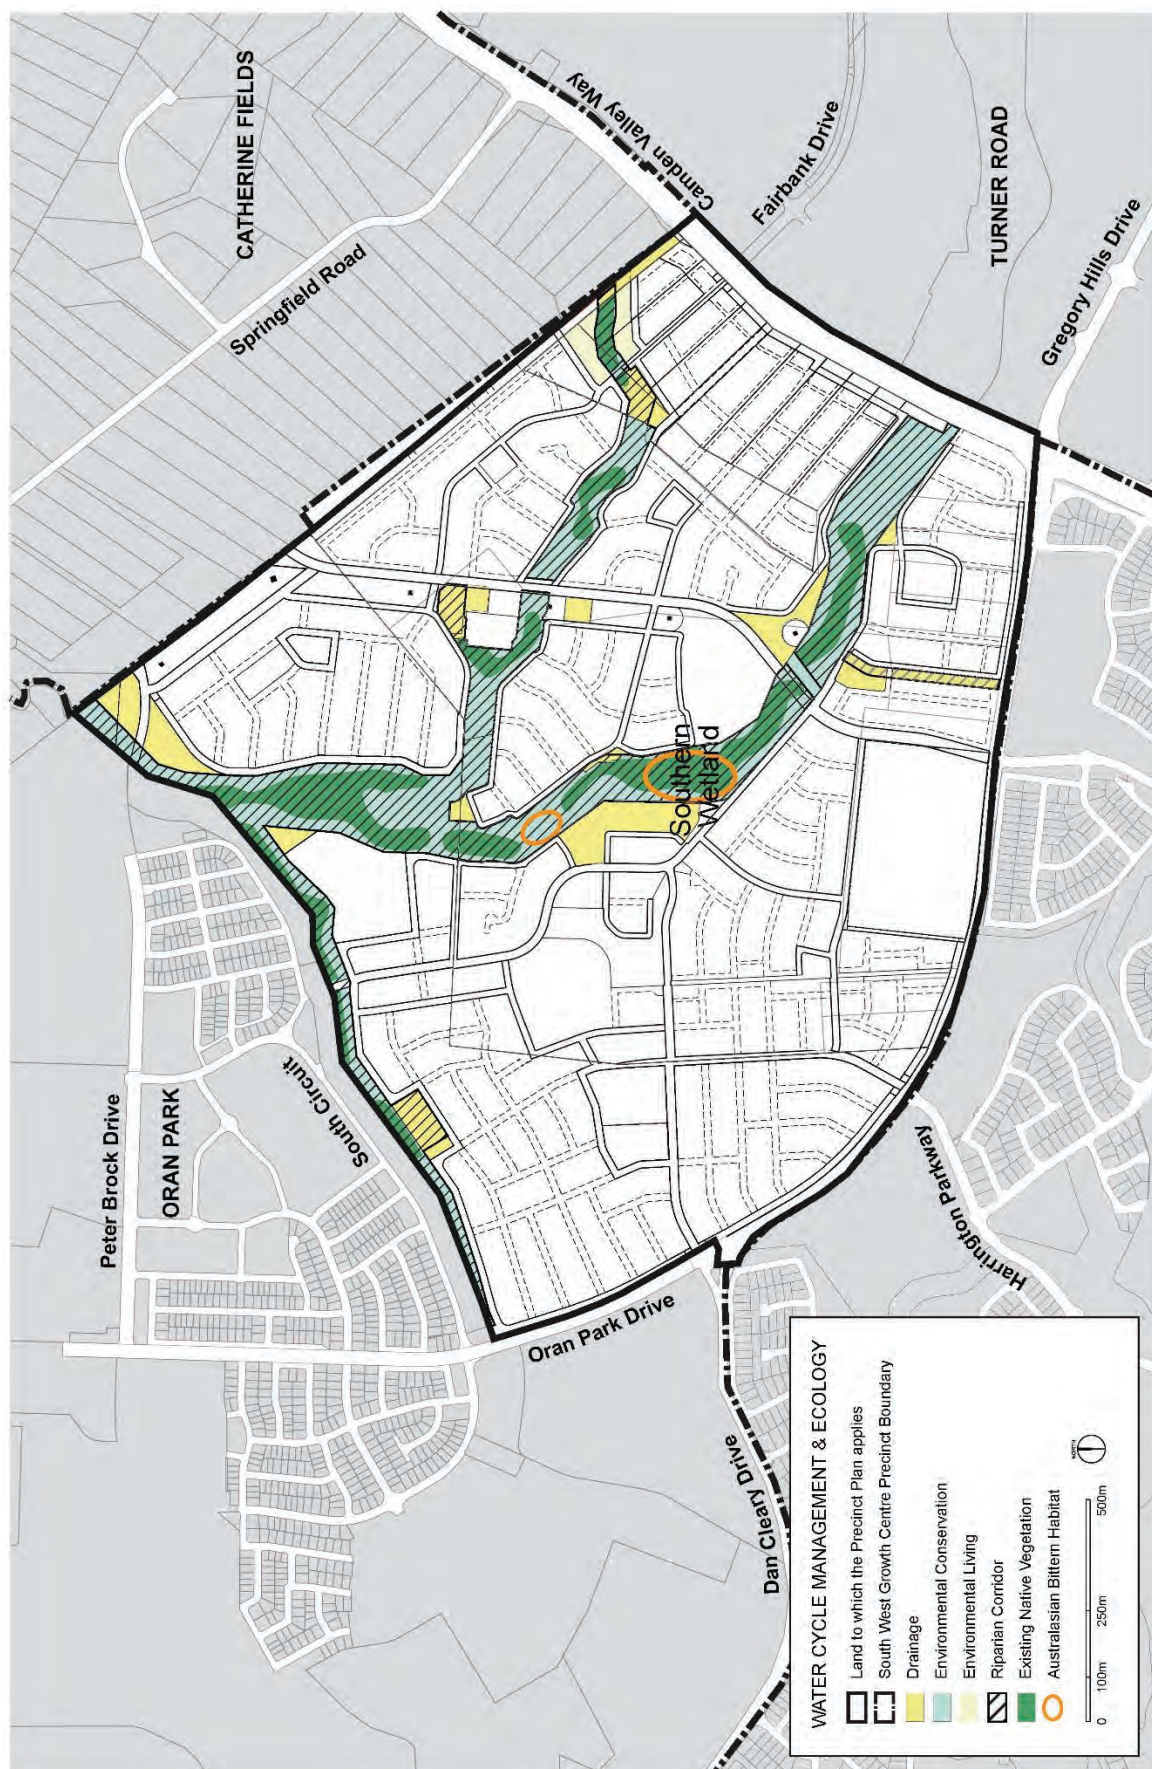 CATHERINE FIELDS
Springfield Road
Camden Valley Way
Fairbank Drive
TURNER ROAD
Gregory Hills Drive
Peter Brock Drive
ORAN PARK
South Circuit
Southern
Wetland
Oran Park Drive
Harrington Parkway
Dan Cleary Drive
WATER CYCLE MANAGEMENT & ECOLOGY
Land to which the Precinct Plan applies
South West Growth Centre Precinct Boundary
Drainage
Environmental Conservation
Environmental Living
Riparian Corridor
Existing Native Vegetation
Australasian Bittern Habitat
0 100m 250m 500m
NORTH